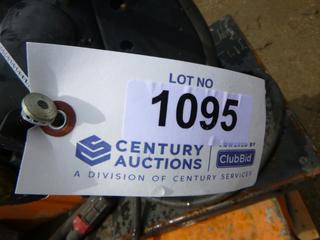 LOT NO
1095
CENTURY
AUCTIONS
POWERED BY
ClubBid
A DIVISION OF CENTURY SERVICES